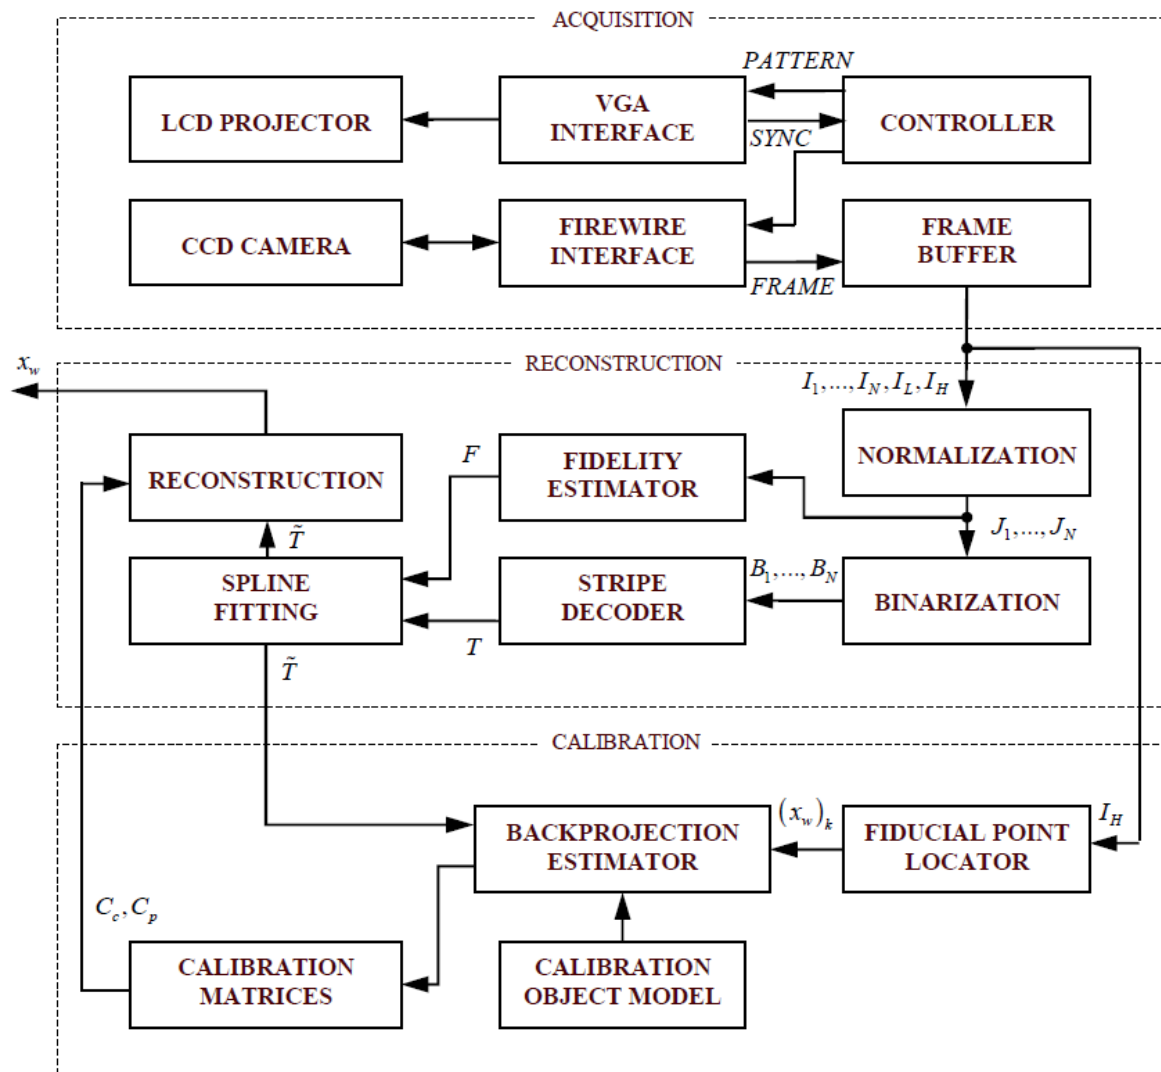 ACQUISITION
PATTERN
LCD PROJECTOR
VGA
INTERFACE
CONTROLLER
SYNC
CCD CAMERA
FIREWIRE
INTERFACE
FRAME
BUFFER
FRAME
x_w
RECONSTRUCTION
I_1,...,I_N,I_L,I_H
RECONSTRUCTION
F
FIDELITY
ESTIMATOR
NORMALIZATION
T̃
J_1,...,J_N
SPLINE
FITTING
STRIPE
DECODER
B_1,...,B_N
BINARIZATION
T
T̃
CALIBRATION
BACKPROJECTION
ESTIMATOR
(x_w)_k
FIDUCIAL POINT
LOCATOR
I_H
C_c,C_p
CALIBRATION
MATRICES
CALIBRATION
OBJECT MODEL